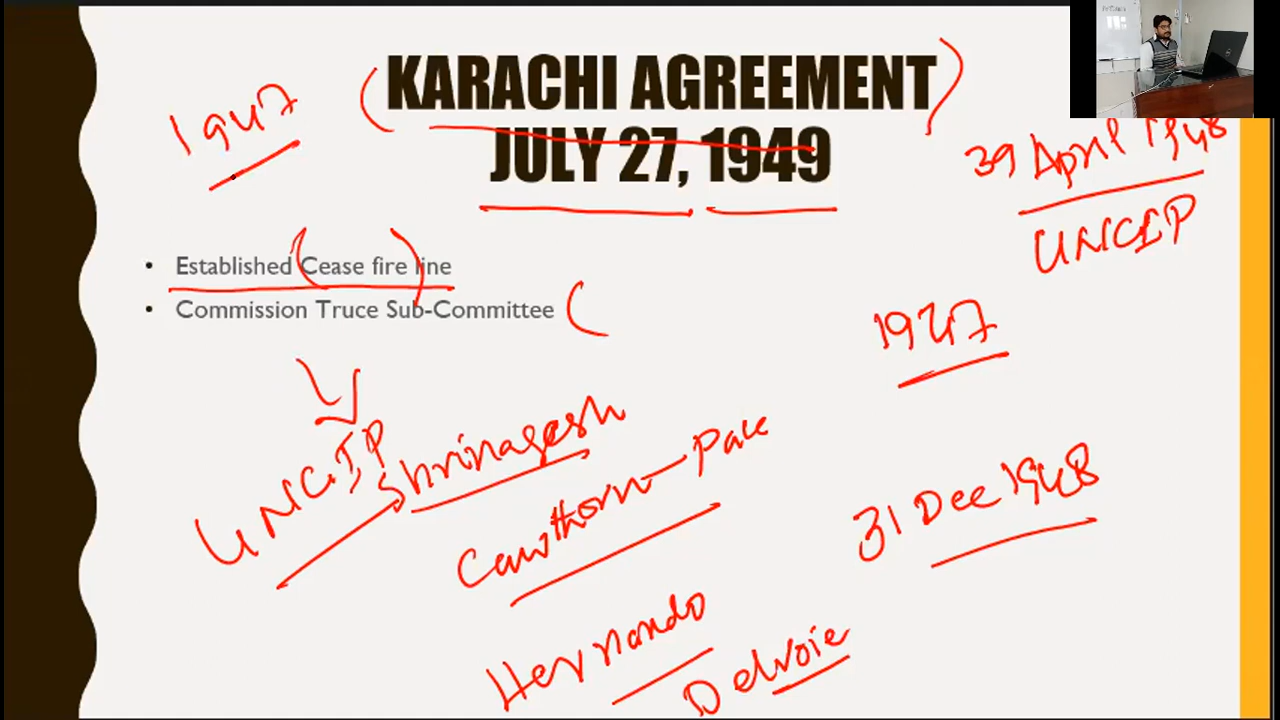 KARACHI AGREEMENT
JULY 27, 1949
1947
39 April 1948
UNCIP
• Established Cease fire line
• Commission Truce Sub-Committee
1947
UNCIP
Shrinagesh
Cawthorn - Pak
31 Dec 1948
Hernando
Delvoie